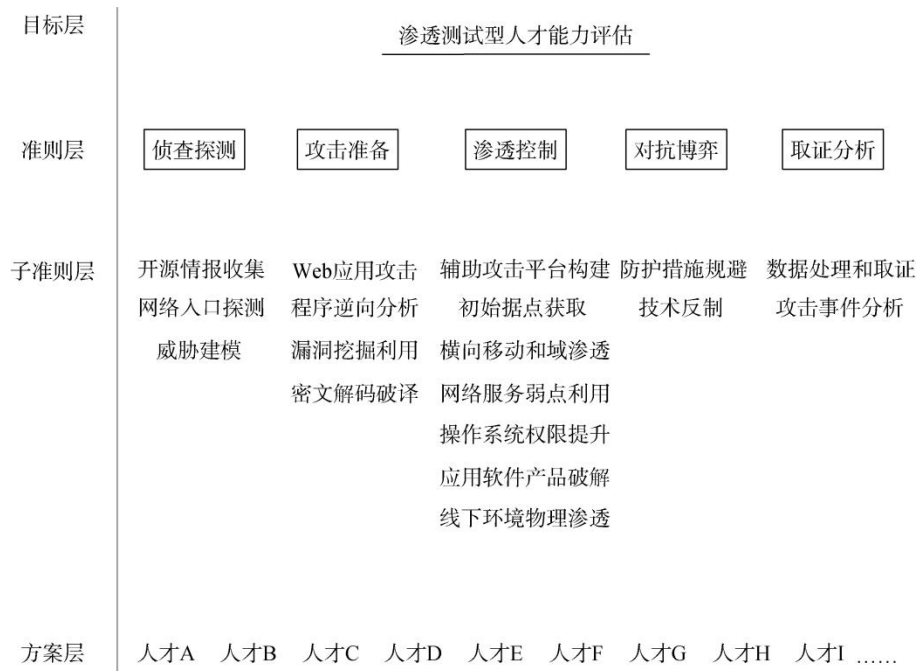 目标层 渗透测试型人才能力评估
准则层 侦查探测 攻击准备 渗透控制 对抗博弈 取证分析
子准则层 开源情报收集 Web应用攻击 辅助攻击平台构建 防护措施规避 数据处理和取证
网络入口探测 程序逆向分析 初始据点获取 技术反制 攻击事件分析
威胁建模 漏洞挖掘利用 横向移动和域渗透
密文解码破译 网络服务弱点利用
操作系统权限提升
应用软件产品破解
线下环境物理渗透
方案层 人才A 人才B 人才C 人才D 人才E 人才F 人才G 人才H 人才I ……